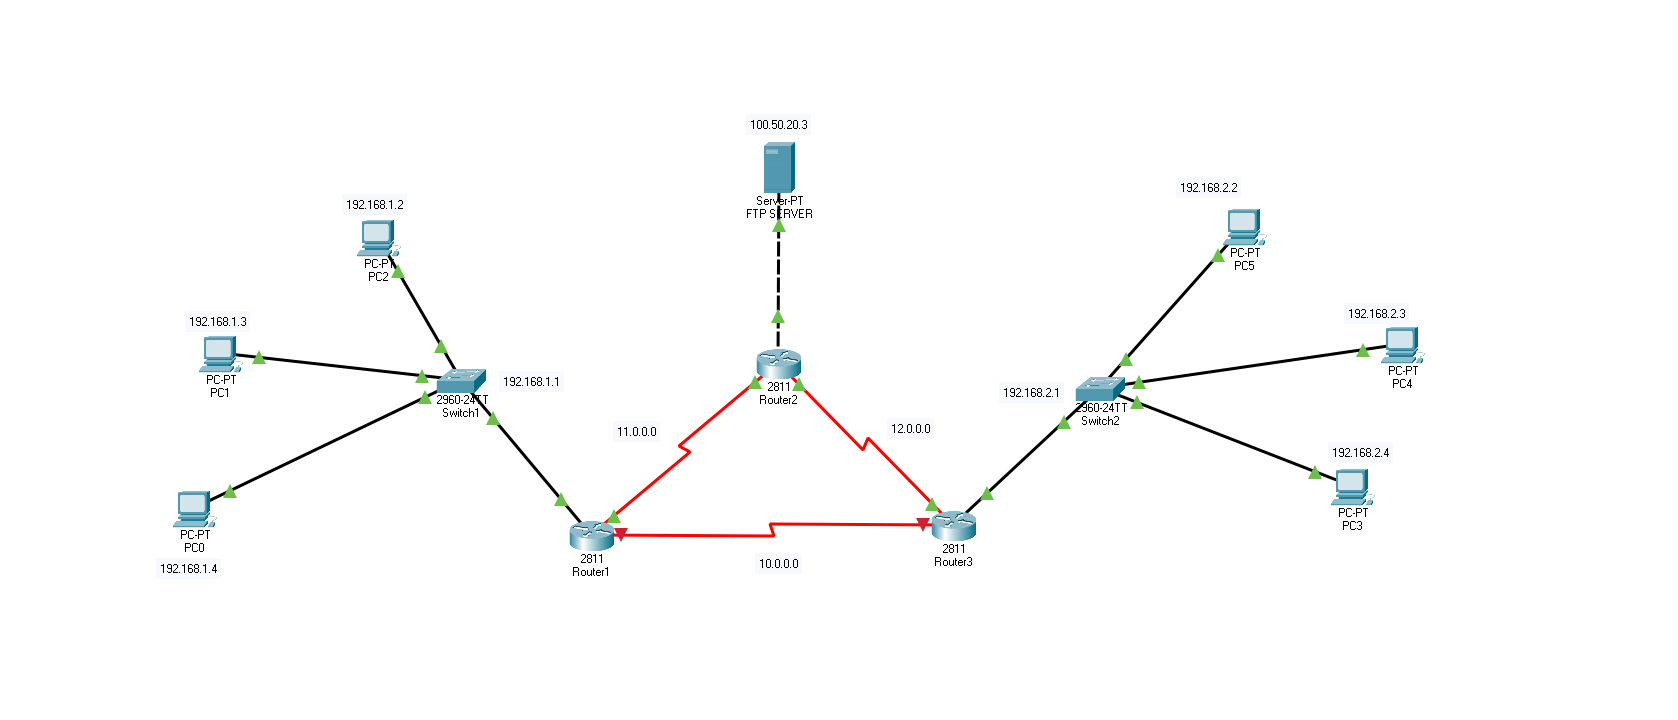 100.50.20.3
Server-PT
FTP SERVER
192.168.1.2
PC-PT
PC2
192.168.1.3
PC-PT
PC1
192.168.1.1
2960-24TT
Switch1
PC-PT
PC0
192.168.1.4
2811
Router2
11.0.0.0
12.0.0.0
10.0.0.0
2811
Router1
2811
Router3
192.168.2.2
PC-PT
PC5
192.168.2.3
PC-PT
PC4
192.168.2.1
2960-24TT
Switch2
192.168.2.4
PC-PT
PC3